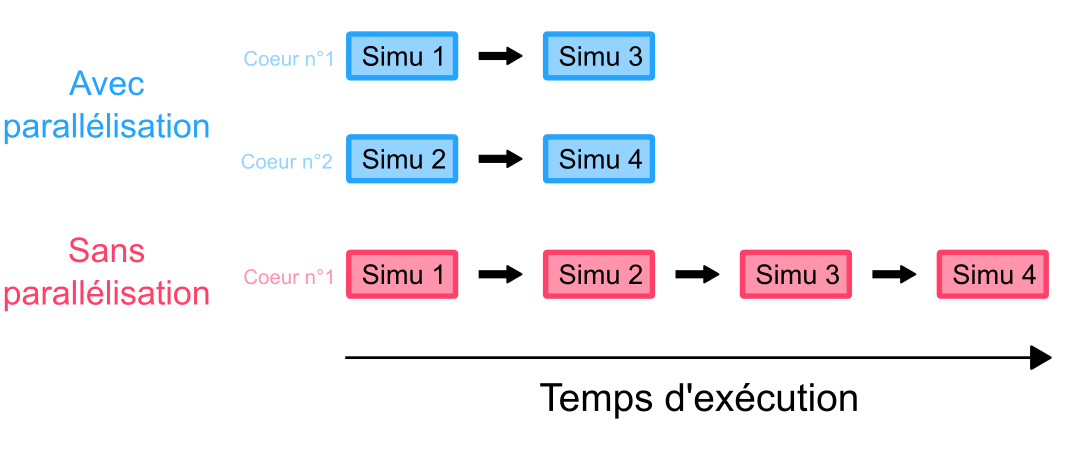 Avec
parallélisation
Coeur n°1
Simu 1
Simu 3
Coeur n°2
Simu 2
Simu 4
Sans
parallélisation
Coeur n°1
Simu 1
Simu 2
Simu 3
Simu 4
Temps d'exécution